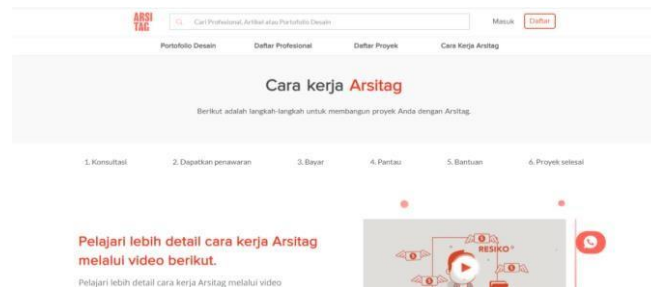 ARSI
TAG
Cari Profesional, Artikel atau Portofolio Desain
Masuk
Daftar
Portofolio Desain
Daftar Profesional
Daftar Proyek
Cara Kerja Arsitag
Cara kerja Arsitag
Berikut adalah langkah-langkah untuk membangun proyek Anda dengan Arsitag.
1. Konsultasi
2. Dapatkan penawaran
3. Bayar
4. Pantau
5. Bantuan
6. Proyek selesai
Pelajari lebih detail cara kerja Arsitag
melalui video berikut.
Pelajari lebih detail cara kerja Arsitag melalui video
RESIKO